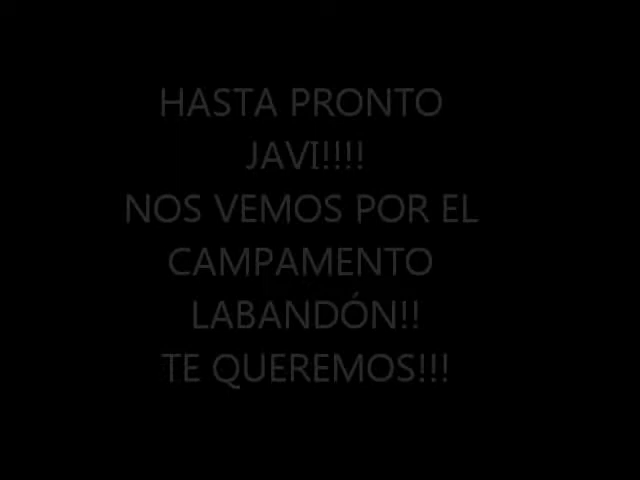 HASTA PRONTO
JAVI!!!!
NOS VEMOS POR EL
CAMPAMENTO
LABANDÓN!!
TE QUEREMOS!!!